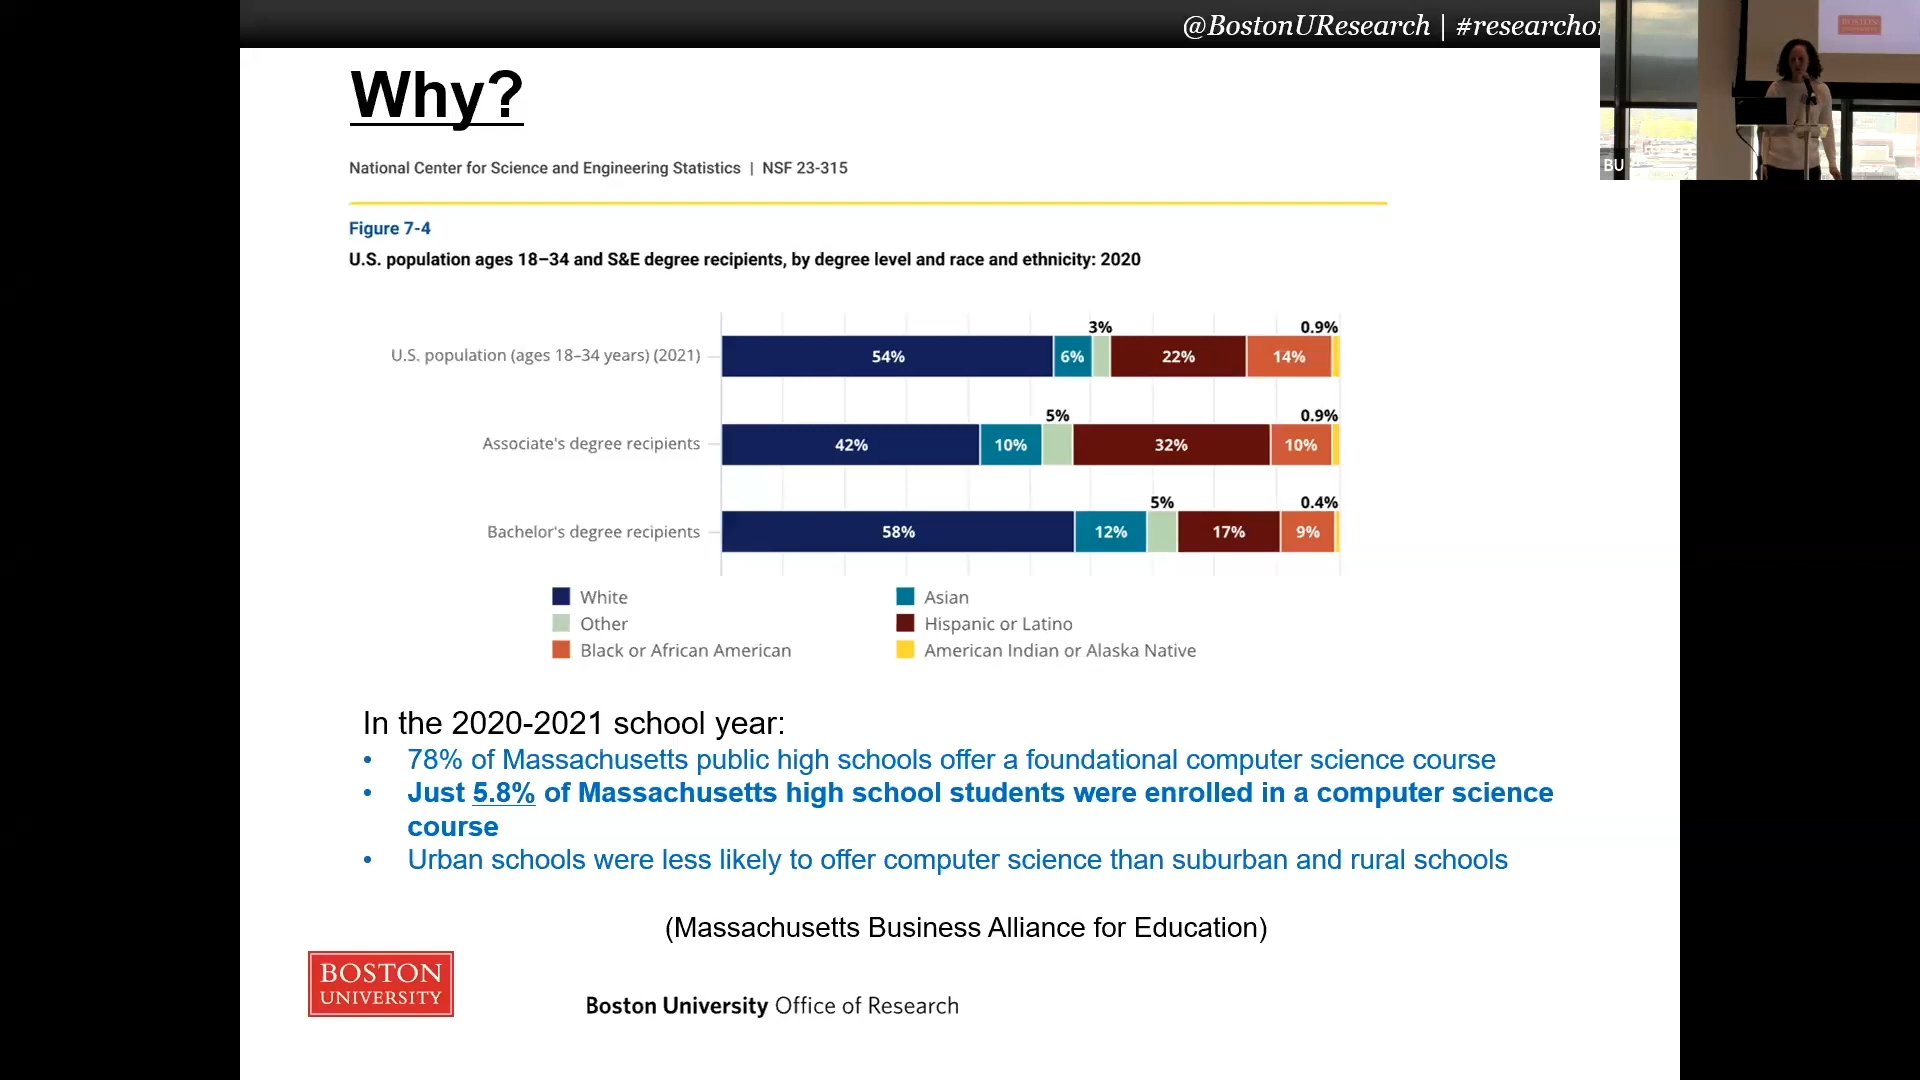 @BostonUResearch | #researcho
Why?
National Center for Science and Engineering Statistics | NSF 23-315
Figure 7-4
U.S. population ages 18–34 and S&E degree recipients, by degree level and race and ethnicity: 2020
3% 0.9%
U.S. population (ages 18–34 years) (2021) 54% 6% 22% 14%
5% 0.9%
Associate's degree recipients 42% 10% 32% 10%
5% 0.4%
Bachelor's degree recipients 58% 12% 17% 9%
White Asian
Other Hispanic or Latino
Black or African American American Indian or Alaska Native
In the 2020-2021 school year:
• 78% of Massachusetts public high schools offer a foundational computer science course
• Just 5.8% of Massachusetts high school students were enrolled in a computer science
course
• Urban schools were less likely to offer computer science than suburban and rural schools
(Massachusetts Business Alliance for Education)
BOSTON
UNIVERSITY
Boston University Office of Research
BU
BOSTON